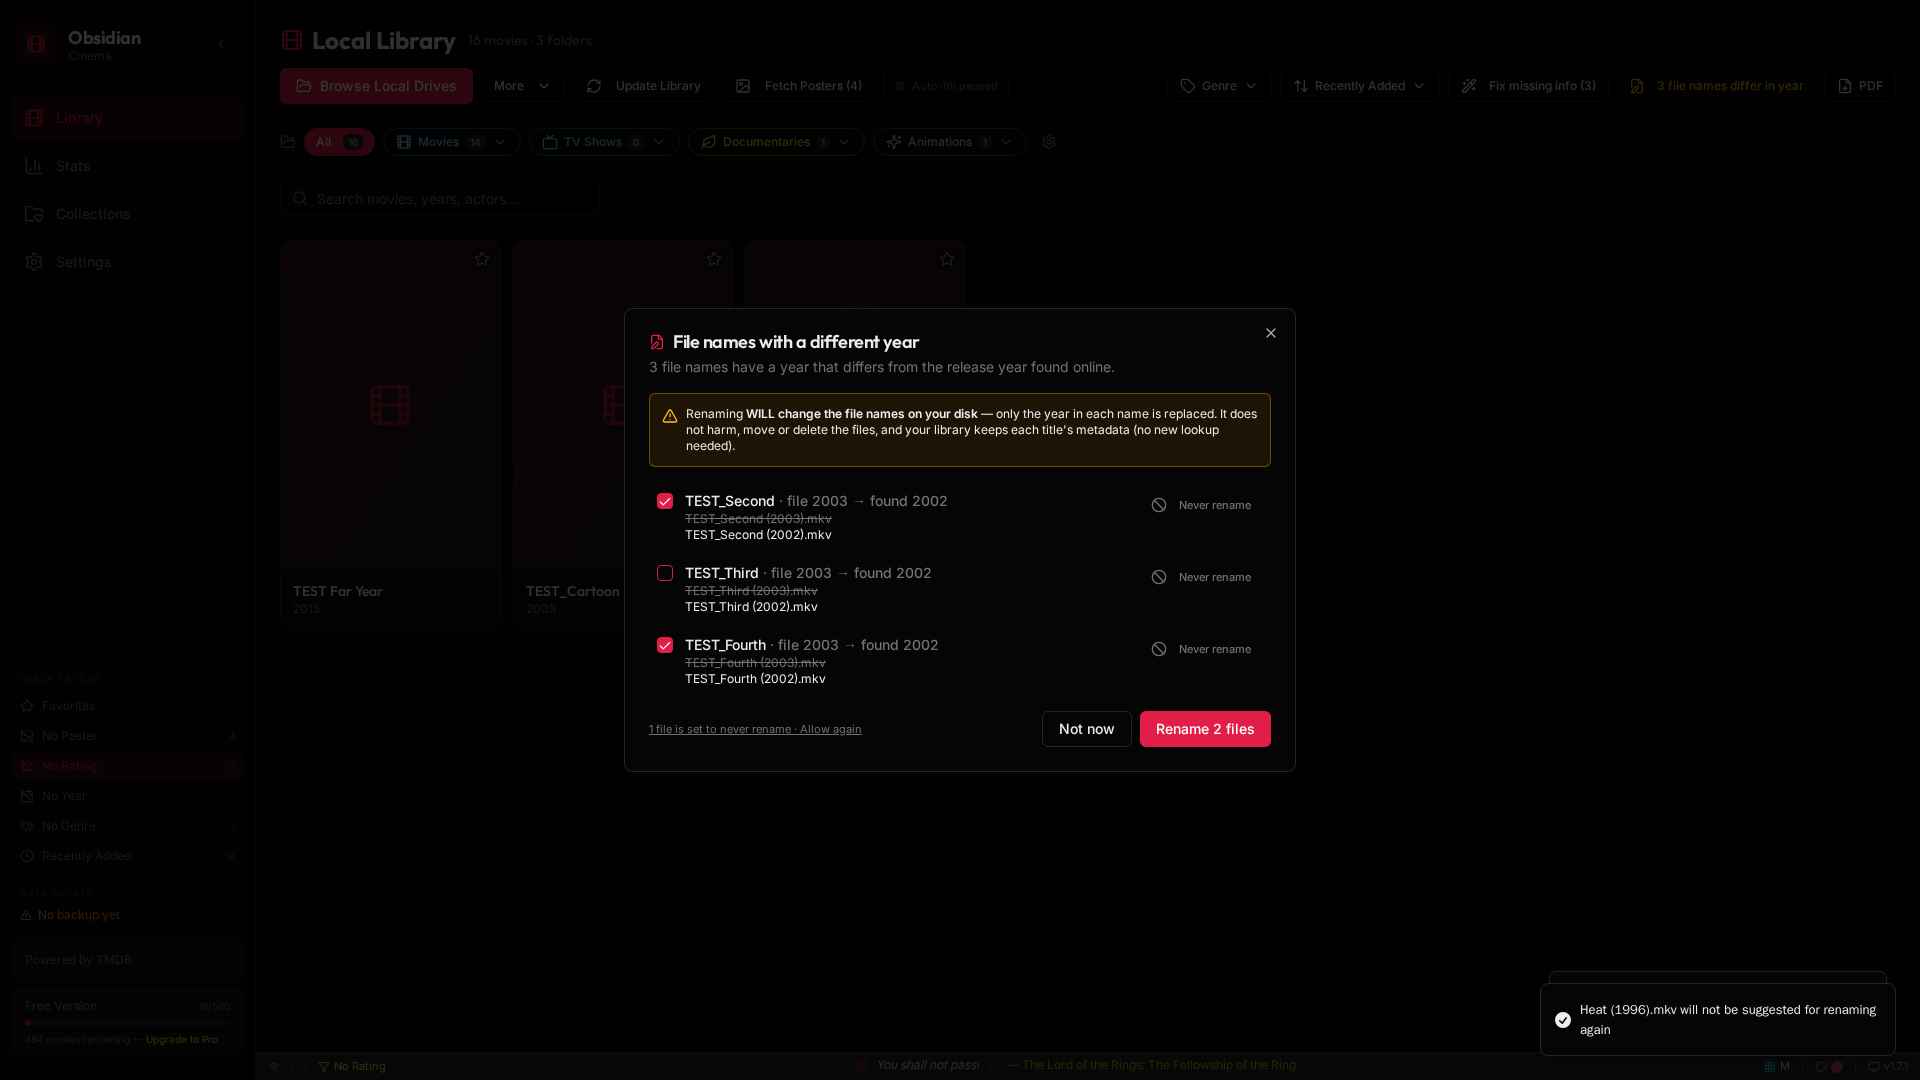 Obsidian
Cinema
Library
Stats
Collections
Settings
Favorites
No Poster
No Rating
No Year
No Genre
Recently Added
No backup yet
Powered by TMDB
Free Version
Upgrade to Pro
Local Library 16 movies · 3 folders
Browse Local Drives More Update Library Fetch Posters (4) Auto-fill paused Genre Recently Added Fix missing info (3) 3 file names differ in year PDF
All 16 Movies 14 TV Shows 0 Documentaries 1 Animations 1
Search movies, years, actors...
TEST Far Year
2015
TEST_Cartoon
File names with a different year
3 file names have a year that differs from the release year found online.
Renaming WILL change the file names on your disk — only the year in each name is replaced. It does
not harm, move or delete the files, and your library keeps each title's metadata (no new lookup
needed).
TEST_Second · file 2003 → found 2002
TEST_Second (2003).mkv
TEST_Second (2002).mkv
Never rename
TEST_Third · file 2003 → found 2002
TEST_Third (2003).mkv
TEST_Third (2002).mkv
Never rename
TEST_Fourth · file 2003 → found 2002
TEST_Fourth (2003).mkv
TEST_Fourth (2002).mkv
Never rename
1 file is set to never rename · Allow again
Not now
Rename 2 files
Heat (1996).mkv will not be suggested for renaming
again
No Rating
You shall not pass! — The Lord of the Rings: The Fellowship of the Ring
M